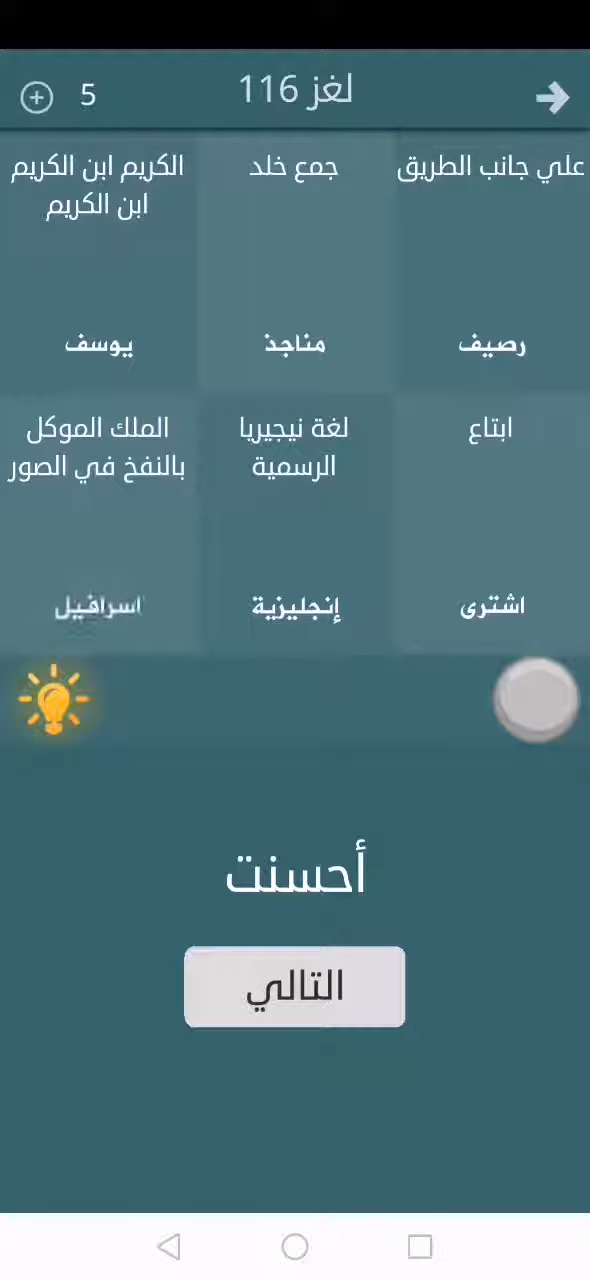 لغز 116
5
علي جانب الطريق
جمع خلد
الكريم ابن الكريم
ابن الكريم
رصيف
مناجذ
يوسف
ابتاع
لغة نيجيريا
الرسمية
الملك الموكل
بالنفخ في الصور
اشترى
إنجليزية
اسرافيل
أحسنت
التالي